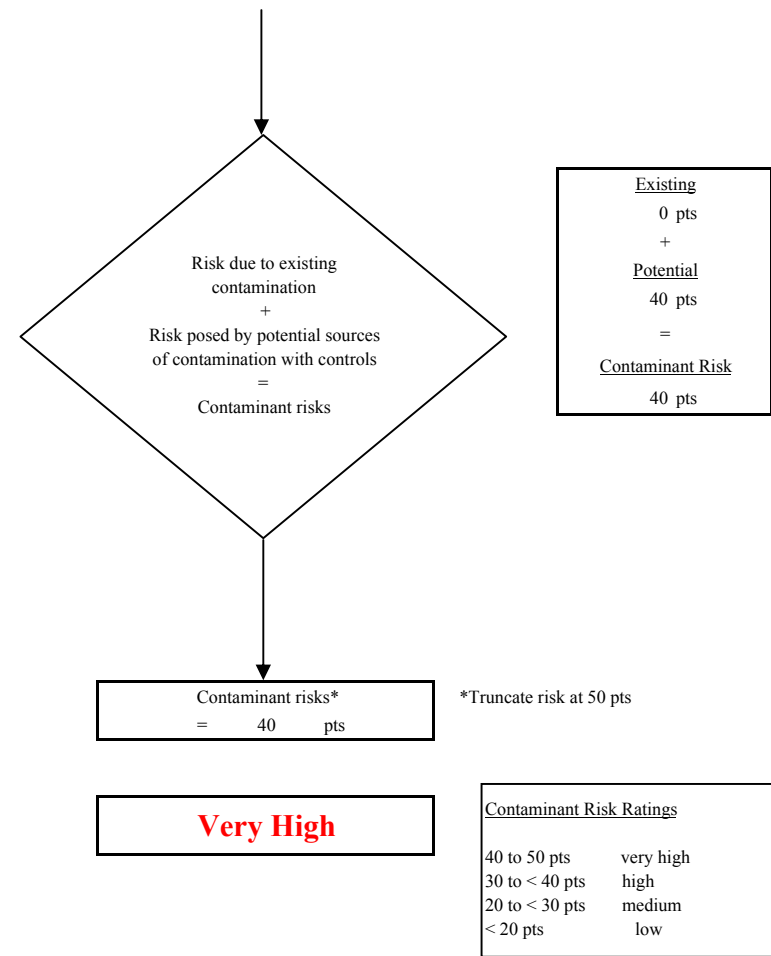 Risk due to existing
contamination
+
Risk posed by potential sources
of contamination with controls
=
Contaminant risks
Existing
0 pts
+
Potential
40 pts
=
Contaminant Risk
40 pts
Contaminant risks*
= 40 pts
*Truncate risk at 50 pts
Very High
Contaminant Risk Ratings
40 to 50 pts very high
30 to < 40 pts high
20 to < 30 pts medium
< 20 pts low